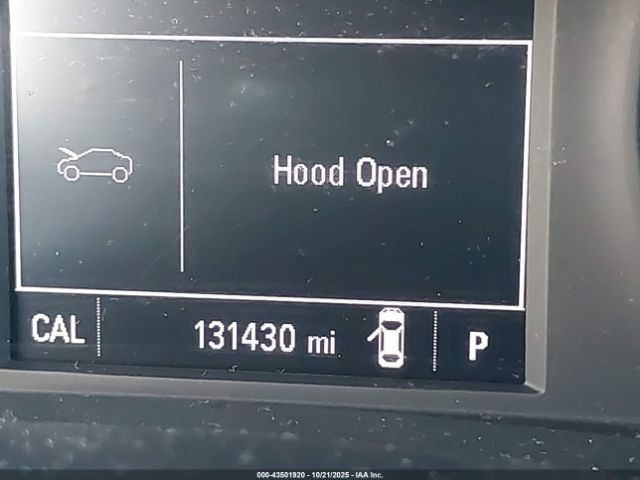 Hood Open
CAL 131430 mi P
000-43501920 - 10/21/2025 - IAA Inc.